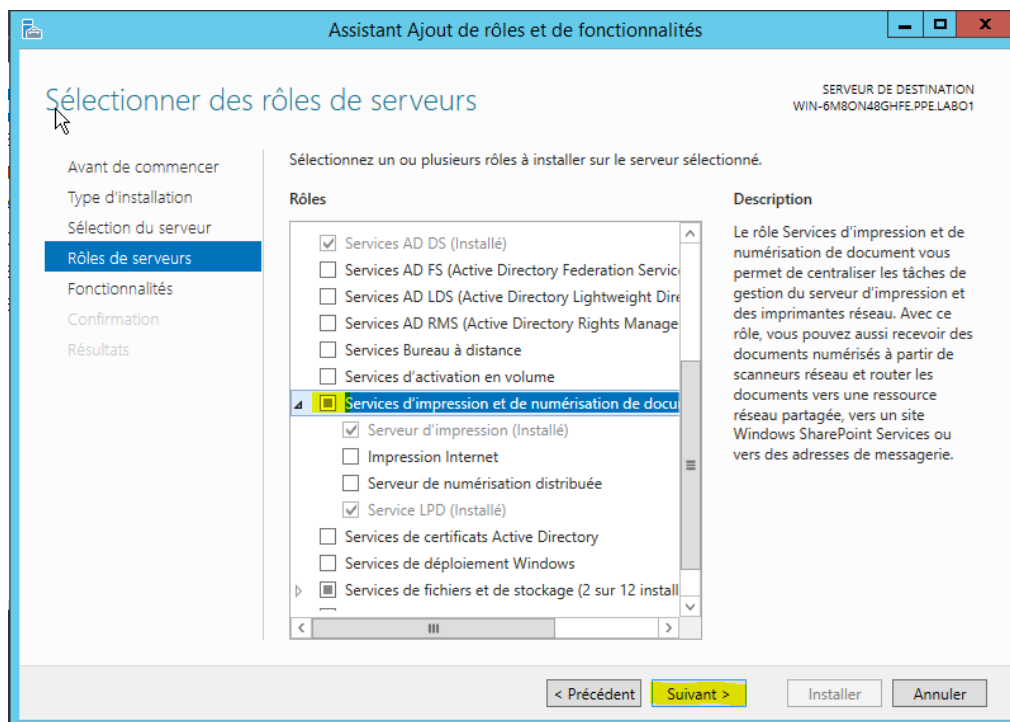 Assistant Ajout de rôles et de fonctionnalités
Sélectionner des rôles de serveurs
SERVEUR DE DESTINATION
WIN-6M8ON48GHFE.PPE.LABO1
Avant de commencer
Type d'installation
Sélection du serveur
Rôles de serveurs
Fonctionnalités
Confirmation
Résultats
Sélectionnez un ou plusieurs rôles à installer sur le serveur sélectionné.
Rôles
Services AD DS (Installé)
Services AD FS (Active Directory Federation Servic
Services AD LDS (Active Directory Lightweight Dire
Services AD RMS (Active Directory Rights Manage
Services Bureau à distance
Services d'activation en volume
Services d'impression et de numérisation de docu
Serveur d'impression (Installé)
Impression Internet
Serveur de numérisation distribuée
Service LPD (Installé)
Services de certificats Active Directory
Services de déploiement Windows
Services de fichiers et de stockage (2 sur 12 install
Description
Le rôle Services d'impression et de
numérisation de document vous
permet de centraliser les tâches de
gestion du serveur d'impression et
des imprimantes réseau. Avec ce
rôle, vous pouvez aussi recevoir des
documents numérisés à partir de
scanneurs réseau et router les
documents vers une ressource
réseau partagée, vers un site
Windows SharePoint Services ou
vers des adresses de messagerie.
< Précédent
Suivant >
Installer
Annuler